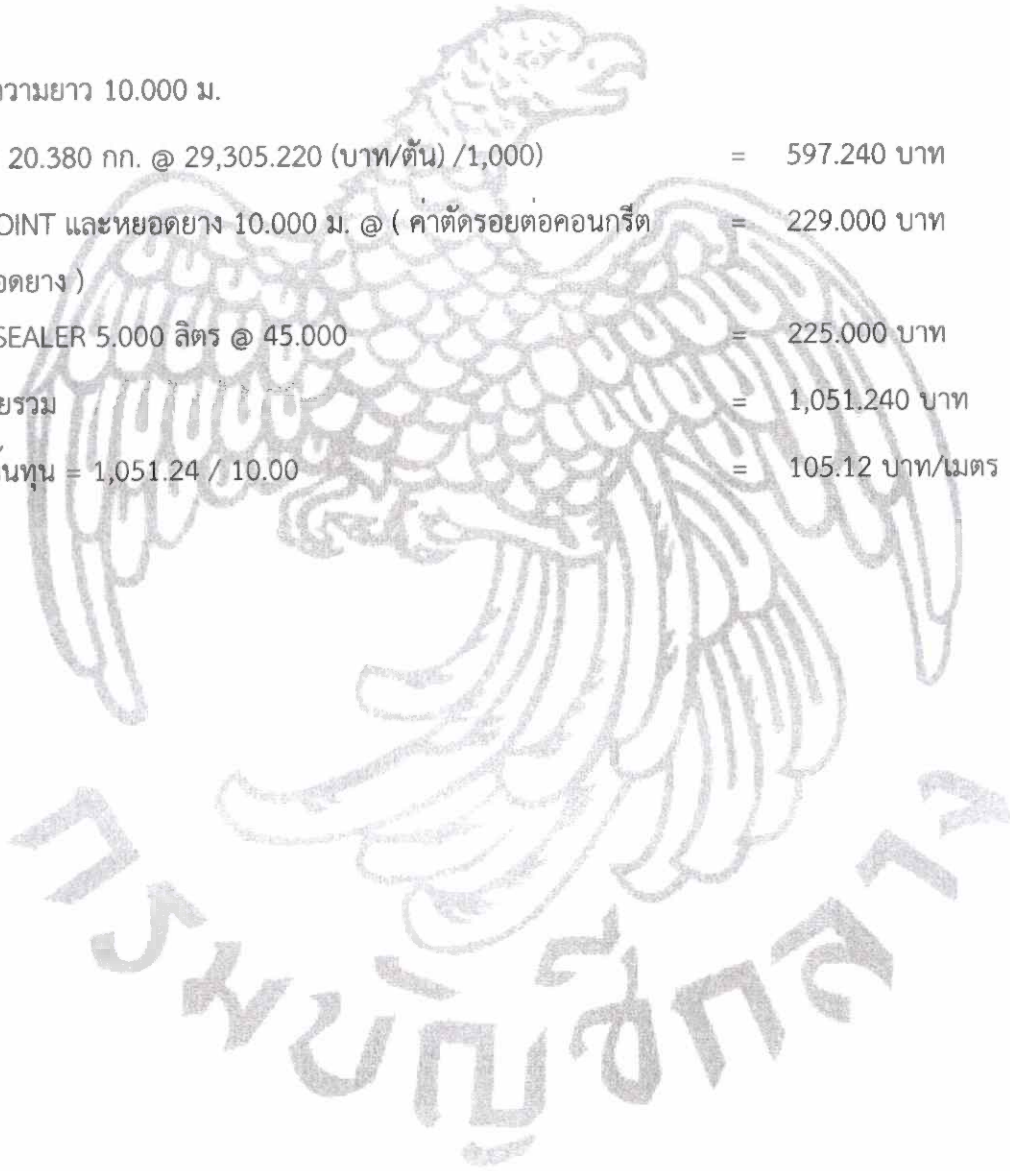 วามยาว 10.000 ม.
20.380 กก. @ 29,305.220 (บาท/ตัน) /1,000) = 597.240 บาท
OINT และหยอดยาง 10.000 ม. @ ( ค่าตัดรอยต่อคอนกรีต = 229.000 บาท
อดยาง )
SEALER 5.000 ลิตร @ 45.000 = 225.000 บาท
ยรวม = 1,051.240 บาท
ันทุน = 1,051.24 / 10.00 = 105.12 บาท/เมตร
กรมบัญชีกลาง